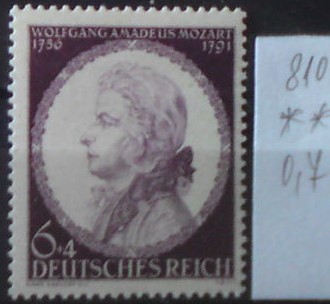 WOLFGANG AMADEUS MOZART
1756 1791
6+4
DEUTSCHES REICH
810
**
0,7